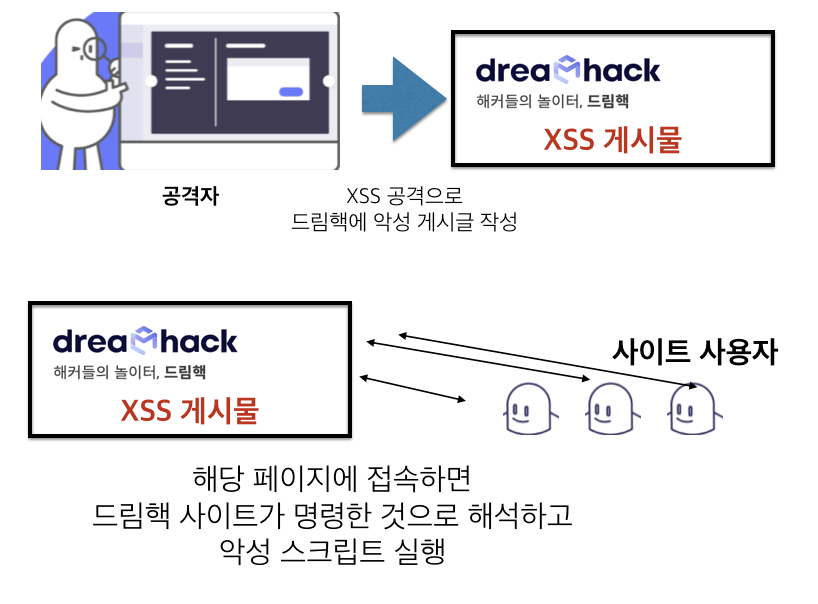 dreamhack
해커들의 놀이터, 드림핵
XSS 게시물
공격자
XSS 공격으로
드림핵에 악성 게시글 작성
dreamhack
해커들의 놀이터, 드림핵
XSS 게시물
사이트 사용자
해당 페이지에 접속하면
드림핵 사이트가 명령한 것으로 해석하고
악성 스크립트 실행